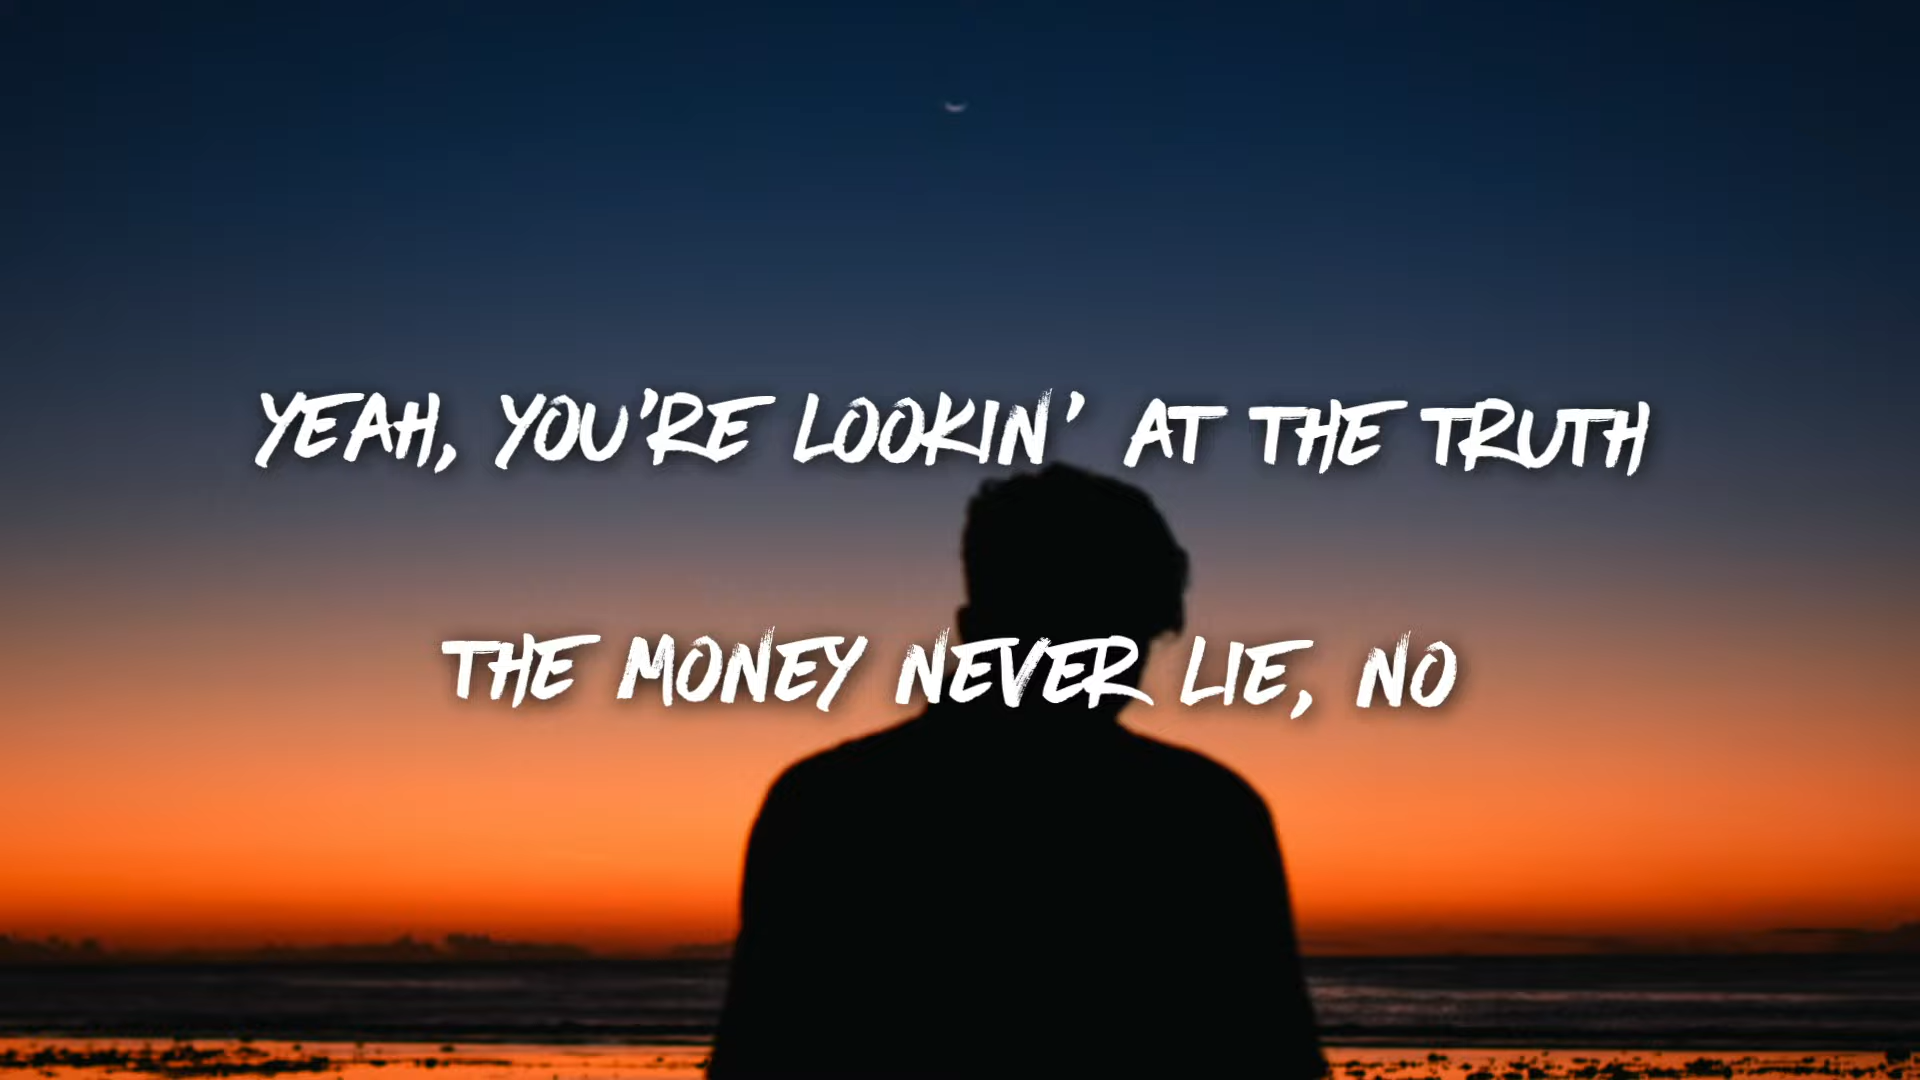 YEAH, YOU'RE LOOKIN' AT THE TRUTH
THE MONEY NEVER LIE, NO